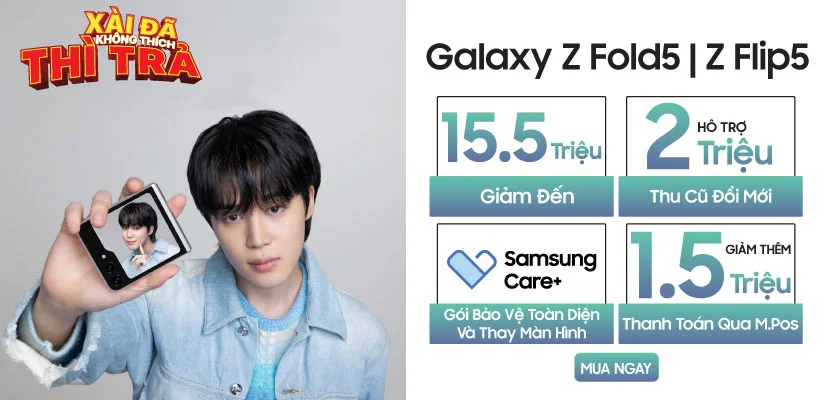 XÀI ĐÃ
KHÔNG THÍCH
THÌ TRẢ
Galaxy Z Fold5 | Z Flip5
15.5 Triệu
Giảm Đến
2 HỖ TRỢ
Triệu
Thu Cũ Đổi Mới
Samsung
Care+
Gói Bảo Vệ Toàn Diện
Và Thay Màn Hình
1.5 GIẢM THÊM
Triệu
Thanh Toán Qua M.Pos
MUA NGAY